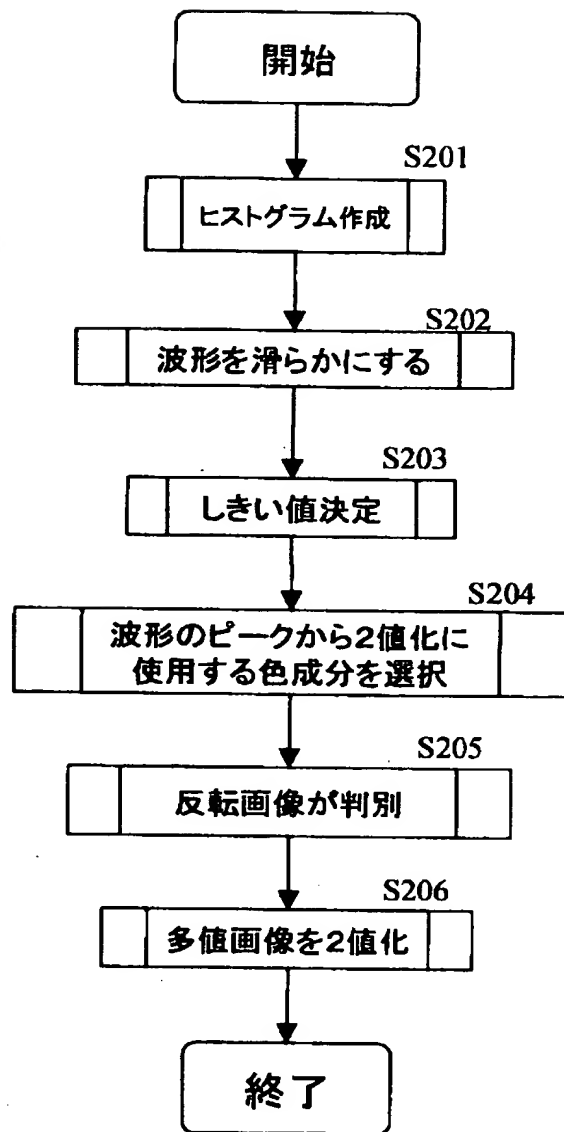 開始
S201
ヒストグラム作成
S202
波形を滑らかにする
S203
しきい値決定
S204
波形のピークから2値化に
使用する色成分を選択
S205
反転画像が判別
S206
多値画像を2値化
終了